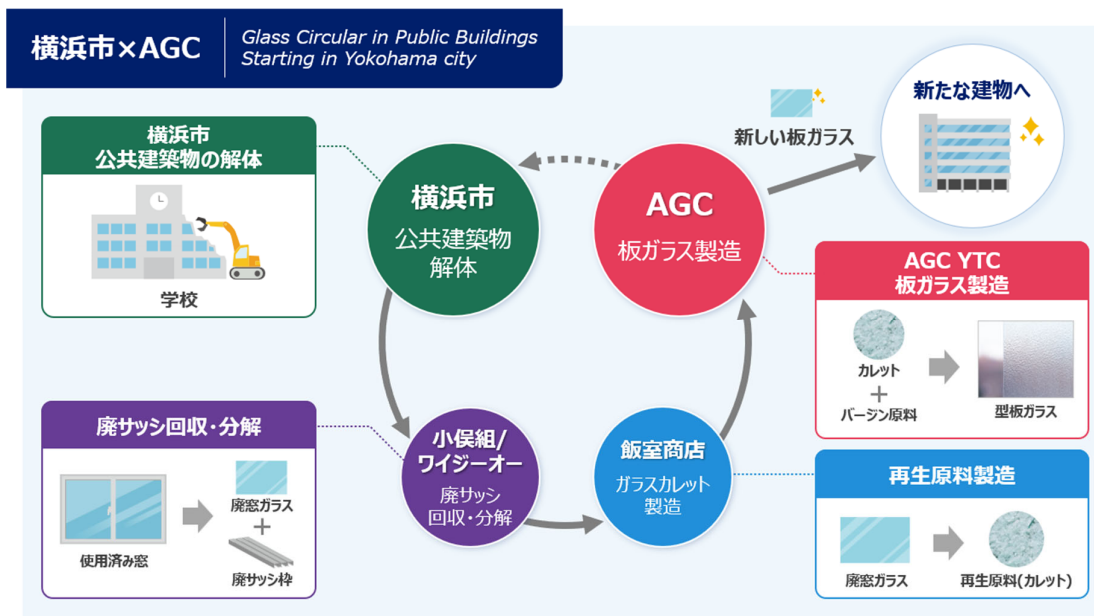 横浜市×AGC
Glass Circular in Public Buildings
Starting in Yokohama city
横浜市
公共建築物の解体
学校
横浜市
公共建築物
解体
AGC
板ガラス製造
新しい板ガラス
新たな建物へ
AGC YTC
板ガラス製造
カレット
+
バージン原料
型板ガラス
廃サッシ回収・分解
使用済み窓
廃窓ガラス
+
廃サッシ枠
小俣組/
ワイジーオー
廃サッシ
回収・分解
飯室商店
ガラスカレット
製造
再生原料製造
廃窓ガラス
再生原料(カレット)